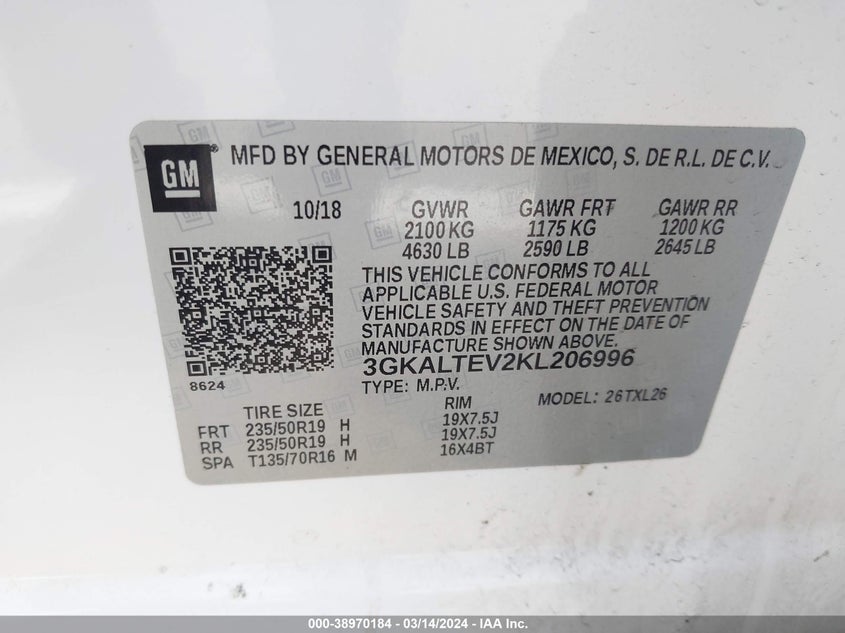 GM® MFD BY GENERAL MOTORS DE MEXICO, S. DE R.L. DE C.V.
10/18 GVWR GAWR FRT GAWR RR
2100 KG 1175 KG 1200 KG
4630 LB 2590 LB 2645 LB
THIS VEHICLE CONFORMS TO ALL
APPLICABLE U.S. FEDERAL MOTOR
VEHICLE SAFETY AND THEFT PREVENTION
STANDARDS IN EFFECT ON THE DATE OF
MANUFACTURE SHOWN ABOVE.
8624
3GKALTEV2KL206996
TYPE: M.P.V. MODEL: 26TXL26
TIRE SIZE RIM
FRT 235/50R19 H 19X7.5J
RR 235/50R19 H 19X7.5J
SPA T135/70R16 M 16X4BT
000-38970184 - 03/14/2024 - IAA Inc.